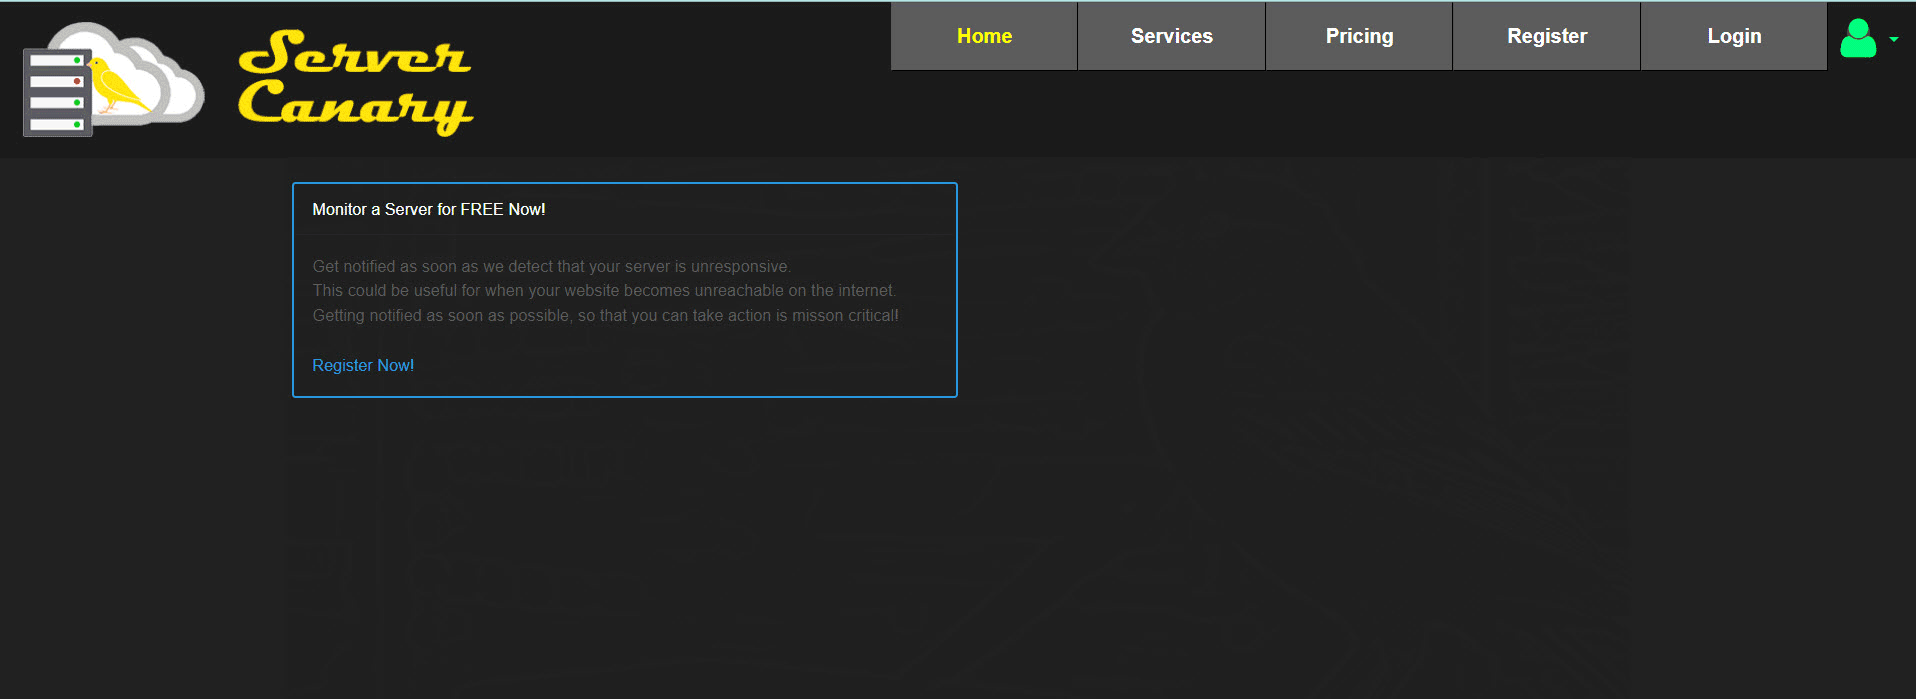 Server
Canary
Home
Services
Pricing
Register
Login
Monitor a Server for FREE Now!
Get notified as soon as we detect that your server is unresponsive.
This could be useful for when your website becomes unreachable on the internet.
Getting notified as soon as possible, so that you can take action is misson critical!
Register Now!